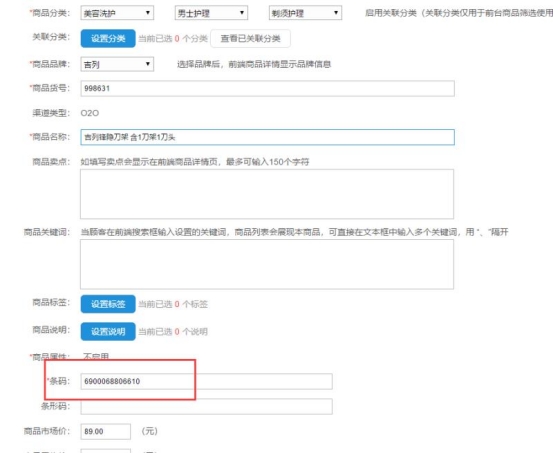 *商品分类： 美容洗护 男士护理 剃须护理 启用关联分类（关联分类仅用于前台商品筛选使用
关联分类： 设置分类 当前已选 0 个分类 查看已关联分类
*商品品牌： 吉列 选择品牌后，前端商品详情显示品牌信息
*商品货号： 998631
渠道类型： O2O
*商品名称： 吉列锋隐刀架 含1刀架1刀头
商品卖点： 如填写卖点会显示在前端商品详情页，最多可输入150个字符
商品关键词： 当顾客在前端搜索框输入设置的关键词，商品列表会展现本商品，可直接在文本框中输入多个关键词，用 “、”隔开
商品标签： 设置标签 当前已选 0 个标签
商品说明： 设置说明 当前已选 0 个说明
*商品属性： 不启用
*条码： 6900068806610
条形码：
商品市场价： 89.00 （元）